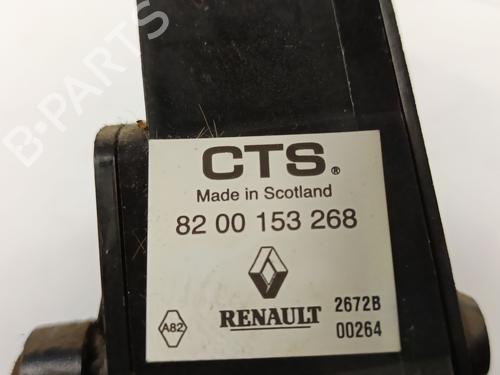 B-PARTS
CTS®
Made in Scotland
82 00 153 268
A82
RENAULT
2672B
00264